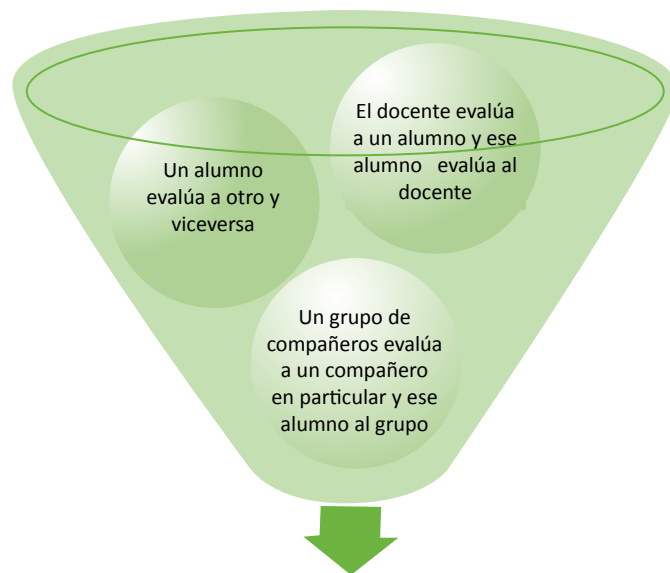 Un alumno
evalúa a otro y
viceversa
El docente evalúa
a un alumno y ese
alumno evalúa al
docente
Un grupo de
compañeros evalúa
a un compañero
en particular y ese
alumno al grupo